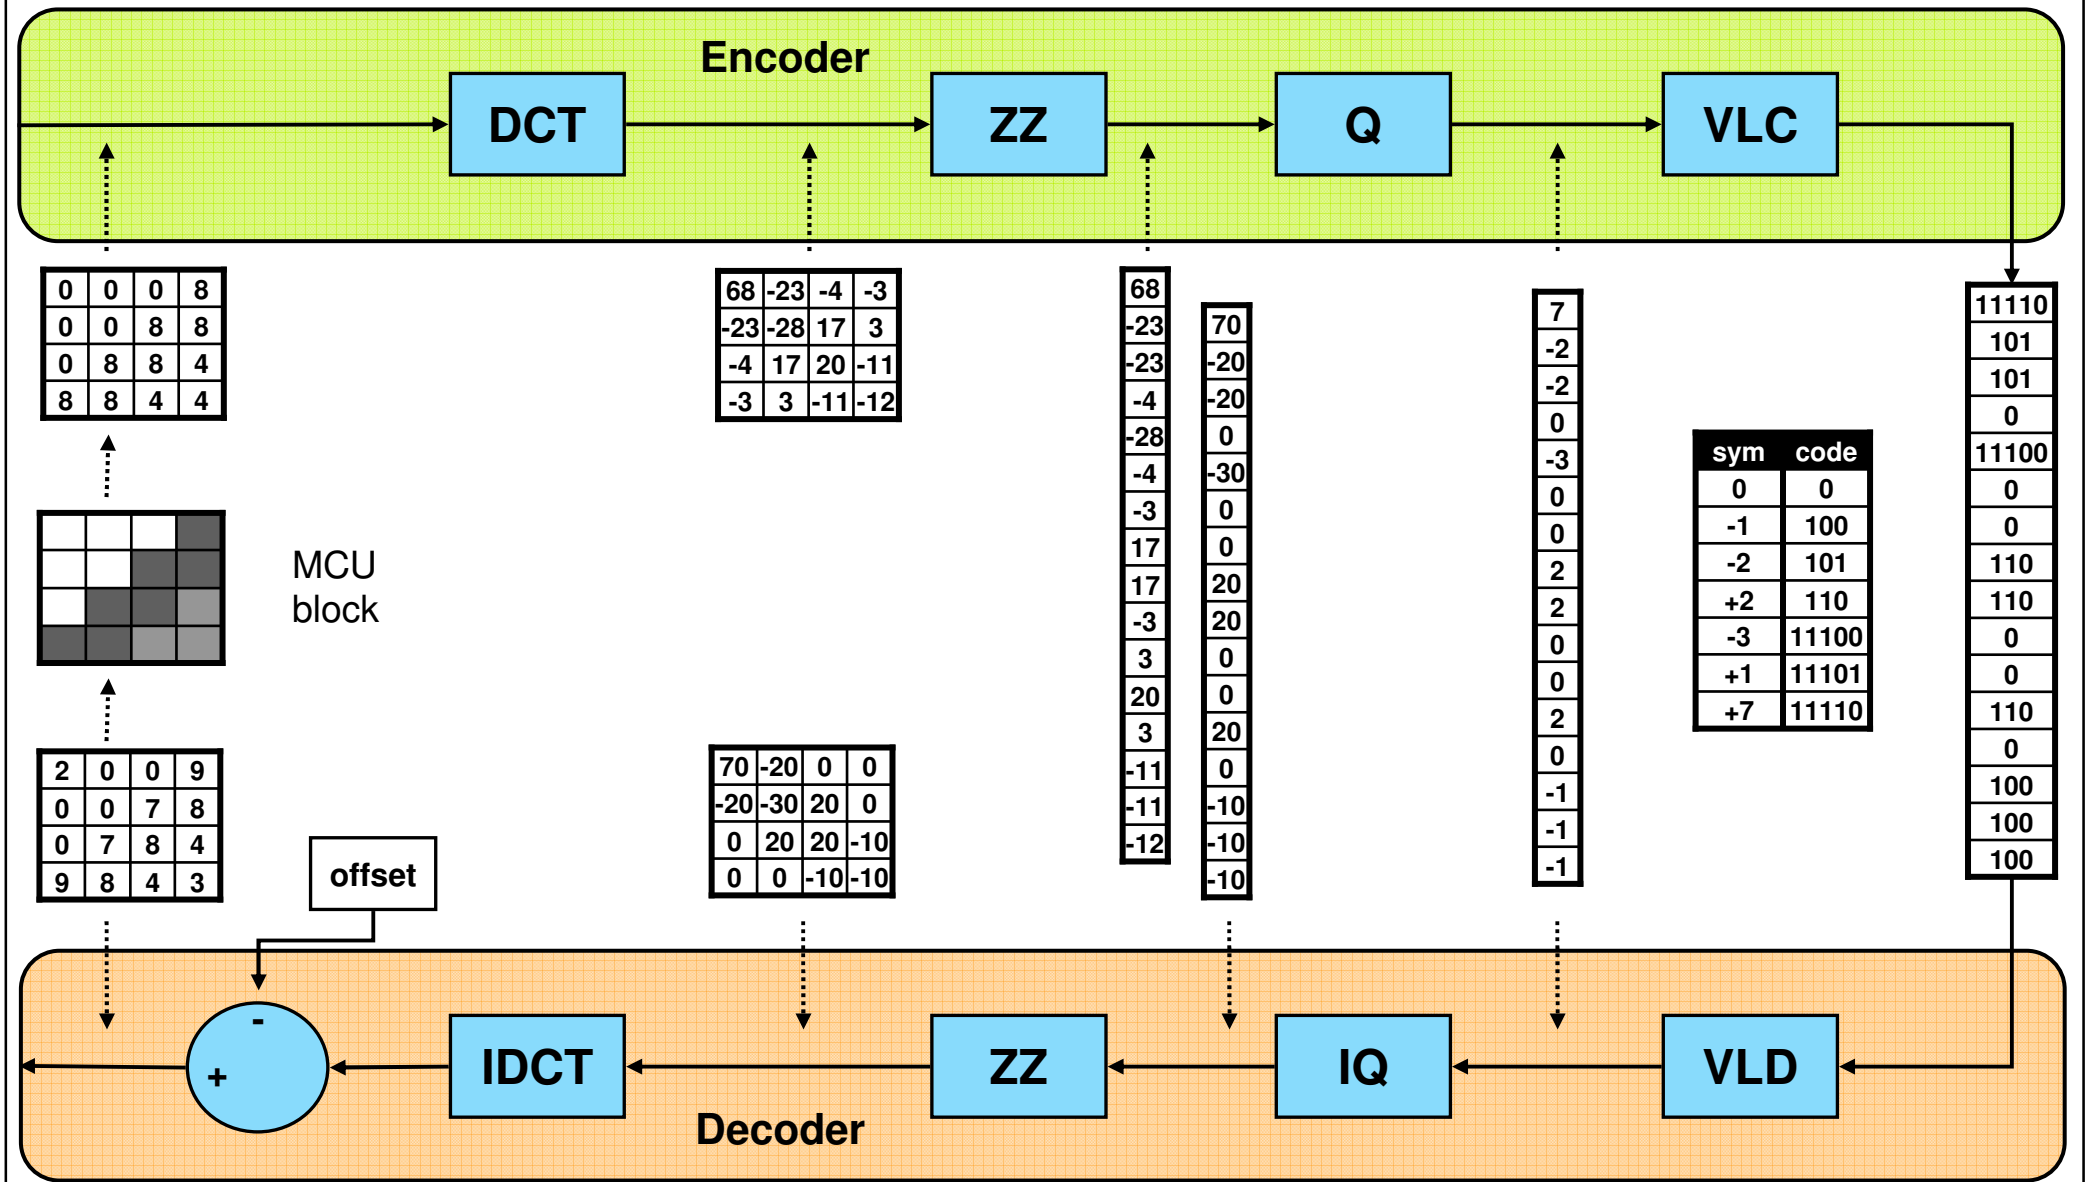 Encoder
DCT
ZZ
Q
VLC
0 0 0 8
0 0 8 8
0 8 8 4
8 8 4 4
MCU
block
2 0 0 9
0 0 7 8
0 7 8 4
9 8 4 3
offset
68 -23 -4 -3
-23 -28 17 3
-4 17 20 -11
-3 3 -11 -12
70 -20 0 0
-20 -30 20 0
0 20 20 -10
0 0 -10 -10
68
-23
-23
-4
-28
-4
-3
17
17
-3
3
20
3
-11
-11
-12
70
-20
-20
0
-30
0
0
20
20
0
0
20
0
-10
-10
-10
7
-2
-2
0
-3
0
0
2
2
0
0
2
0
-1
-1
-1
sym code
0 0
-1 100
-2 101
+2 110
-3 11100
+1 11101
+7 11110
11110
101
101
0
11100
0
0
110
110
0
0
110
0
100
100
100
-
+
IDCT
ZZ
IQ
VLD
Decoder